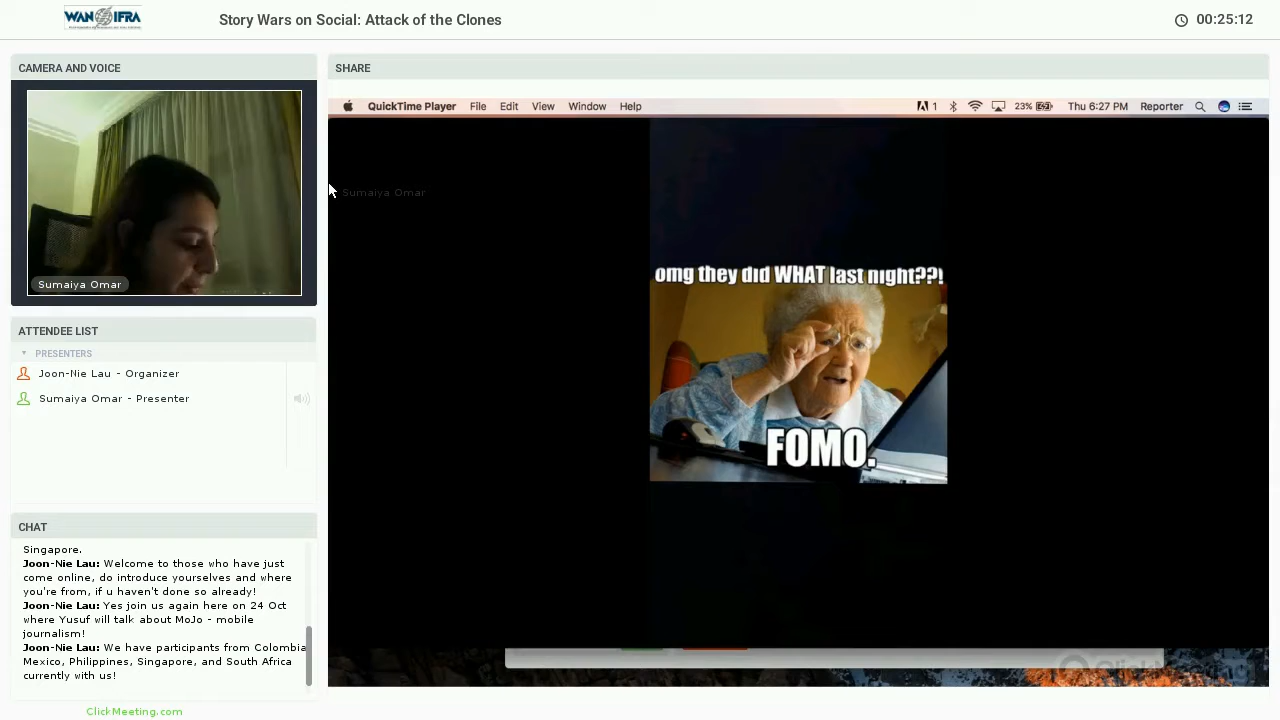 WAN IFRA
Story Wars on Social: Attack of the Clones
00:25:12
CAMERA AND VOICE
Sumaiya Omar
ATTENDEE LIST
PRESENTERS
Joon-Nie Lau - Organizer
Sumaiya Omar - Presenter
CHAT
Singapore.
Joon-Nie Lau: Welcome to those who have just
come online, do introduce yourselves and where
you're from, if u haven't done so already!
Joon-Nie Lau: Yes join us again here on 24 Oct
where Yusuf will talk about MoJo - mobile
journalism!
Joon-Nie Lau: We have participants from Colombia
Mexico, Philippines, Singapore, and South Africa
currently with us!
ClickMeeting.com
SHARE
QuickTime Player File Edit View Window Help
1 23% Thu 6:27 PM Reporter
Sumaiya Omar
omg they did WHAT last night??!
FOMO.
ClickMeeting